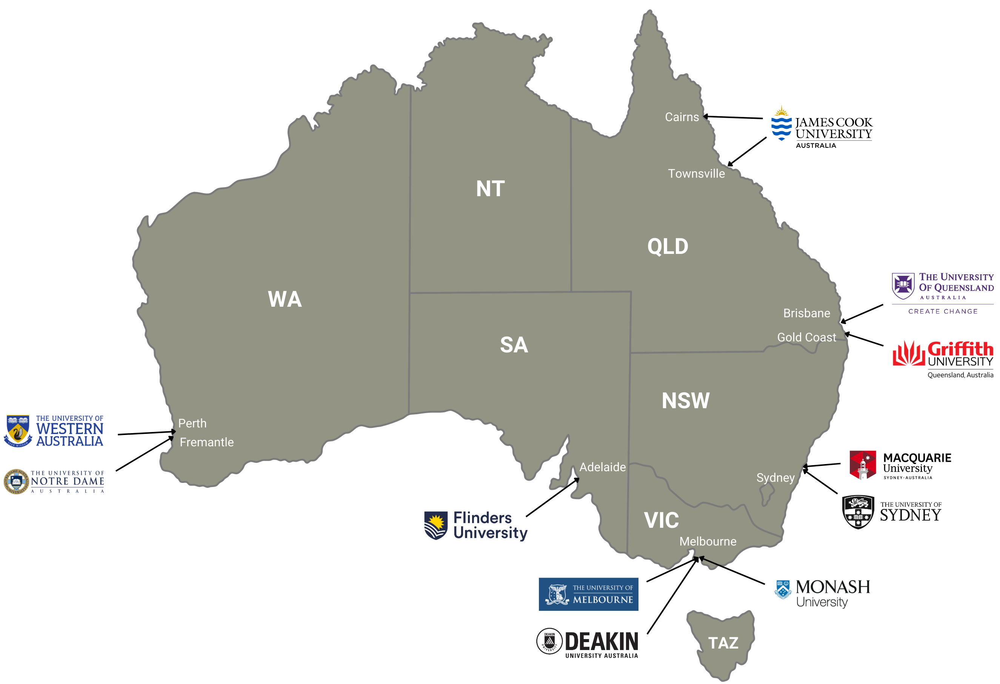 Cairns
JAMES COOK
UNIVERSITY
AUSTRALIA
Townsville
NT
QLD
THE UNIVERSITY
OF QUEENSLAND
AUSTRALIA
CREATE CHANGE
WA
Brisbane
Gold Coast
SA
Griffith
UNIVERSITY
Queensland, Australia
NSW
THE UNIVERSITY OF
WESTERN
AUSTRALIA
SEEK WISDOM
Perth
Fremantle
MACQUARIE
University
SYDNEY·AUSTRALIA
Adelaide
Sydney
THE UNIVERSITY OF
NOTRE DAME
AUSTRALIA
THE UNIVERSITY OF
SYDNEY
Flinders
University
VIC
Melbourne
THE UNIVERSITY OF
MELBOURNE
MONASH
University
DEAKIN
UNIVERSITY
DEAKIN
UNIVERSITY AUSTRALIA
TAZ